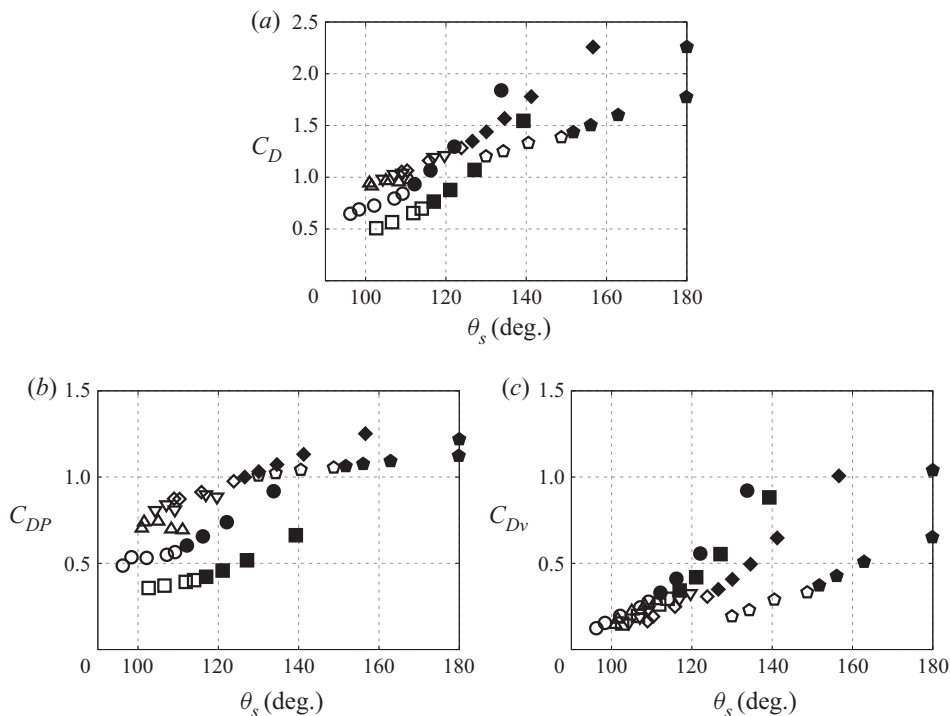 (a)
2.5
2.0
1.5
C_D
1.0
0.5
0 100 120 140 160 180
θ_s (deg.)
(b) (c)
1.5 1.5
1.0 1.0
C_DP C_Dv
0.5 0.5
0 100 120 140 160 180 0 100 120 140 160 180
θ_s (deg.) θ_s (deg.)